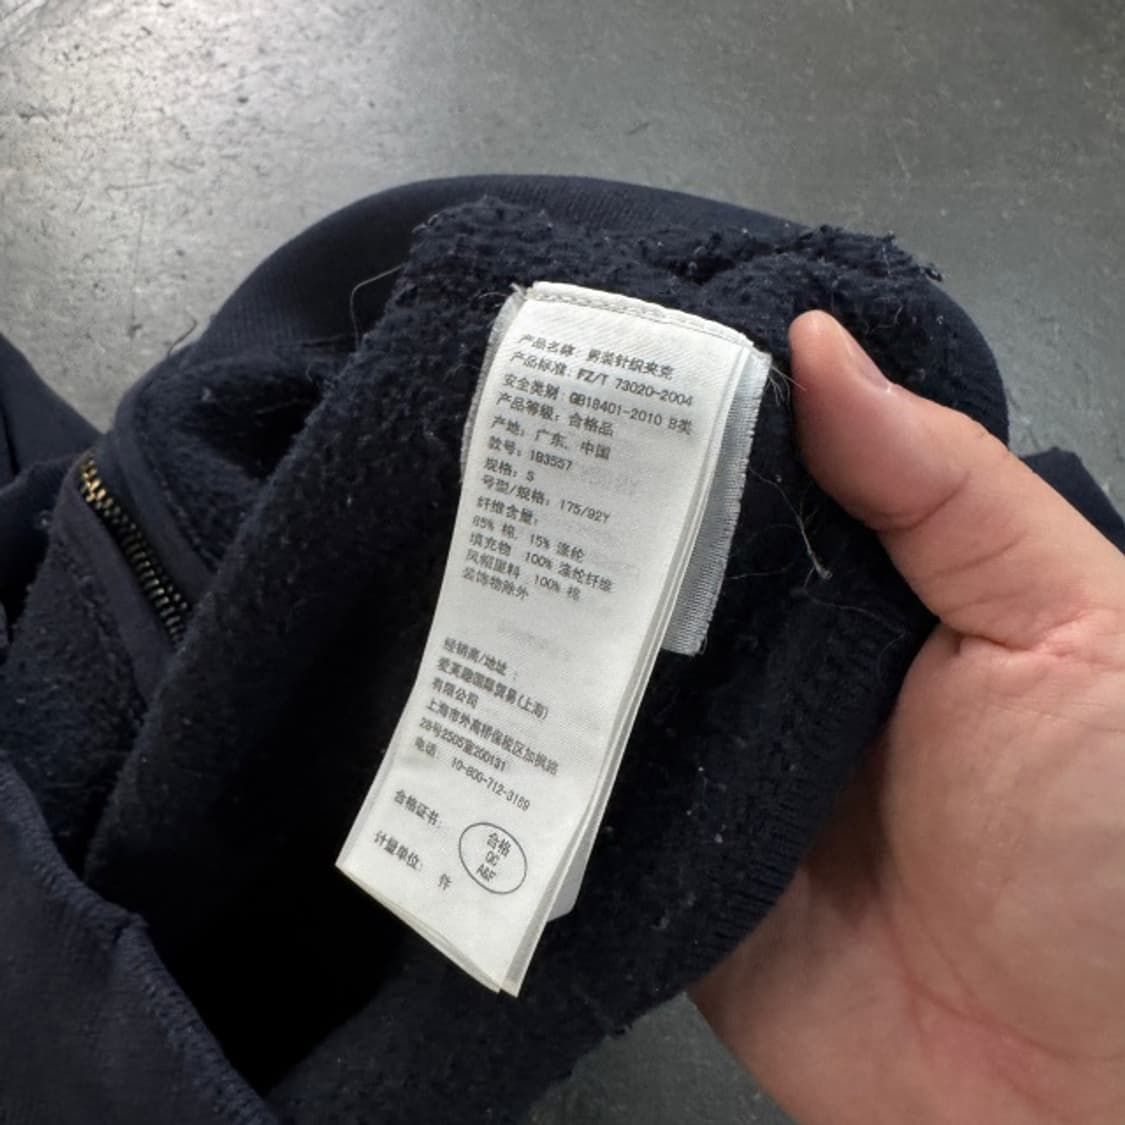 产品名称: 男装针织夹克
产品标准: FZ/T 73020-2004
安全类别: GB18401-2010 B类
产品等级: 合格品
产地: 广东, 中国
款号: 183557
规格: S
号型/规格: 175/92Y
纤维含量:
85% 棉, 15% 涤纶
填充物 100% 涤纶纤维
风帽里料 100% 棉
装饰物除外
经销商/地址:
爱芙趣国际贸易(上海)
有限公司
上海市外高桥保税区加枫路
28号2505室200131
电话: 10-800-712-3189
合格证书:
合格
QC
A&F
计量单位: 件